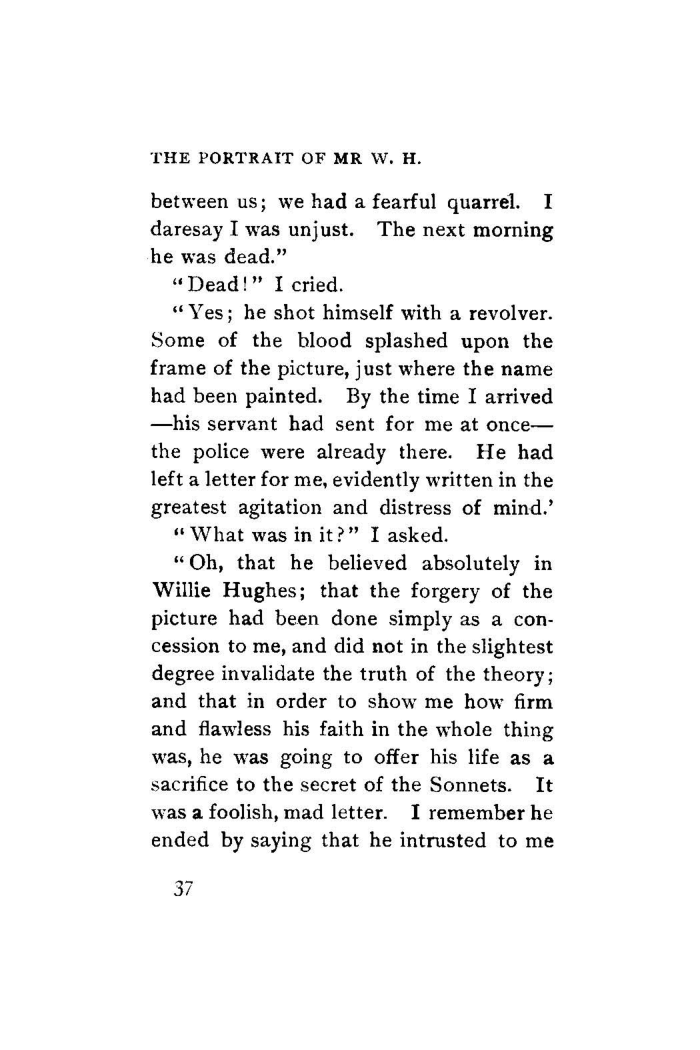 THE PORTRAIT OF MR W. H.
between us; we had a fearful quarrel. I
daresay I was unjust. The next morning
he was dead."
"Dead!" I cried.
"Yes; he shot himself with a revolver.
Some of the blood splashed upon the
frame of the picture, just where the name
had been painted. By the time I arrived
—his servant had sent for me at once—
the police were already there. He had
left a letter for me, evidently written in the
greatest agitation and distress of mind.'
"What was in it?" I asked.
"Oh, that he believed absolutely in
Willie Hughes; that the forgery of the
picture had been done simply as a con-
cession to me, and did not in the slightest
degree invalidate the truth of the theory;
and that in order to show me how firm
and flawless his faith in the whole thing
was, he was going to offer his life as a
sacrifice to the secret of the Sonnets. It
was a foolish, mad letter. I remember he
ended by saying that he intrusted to me
37